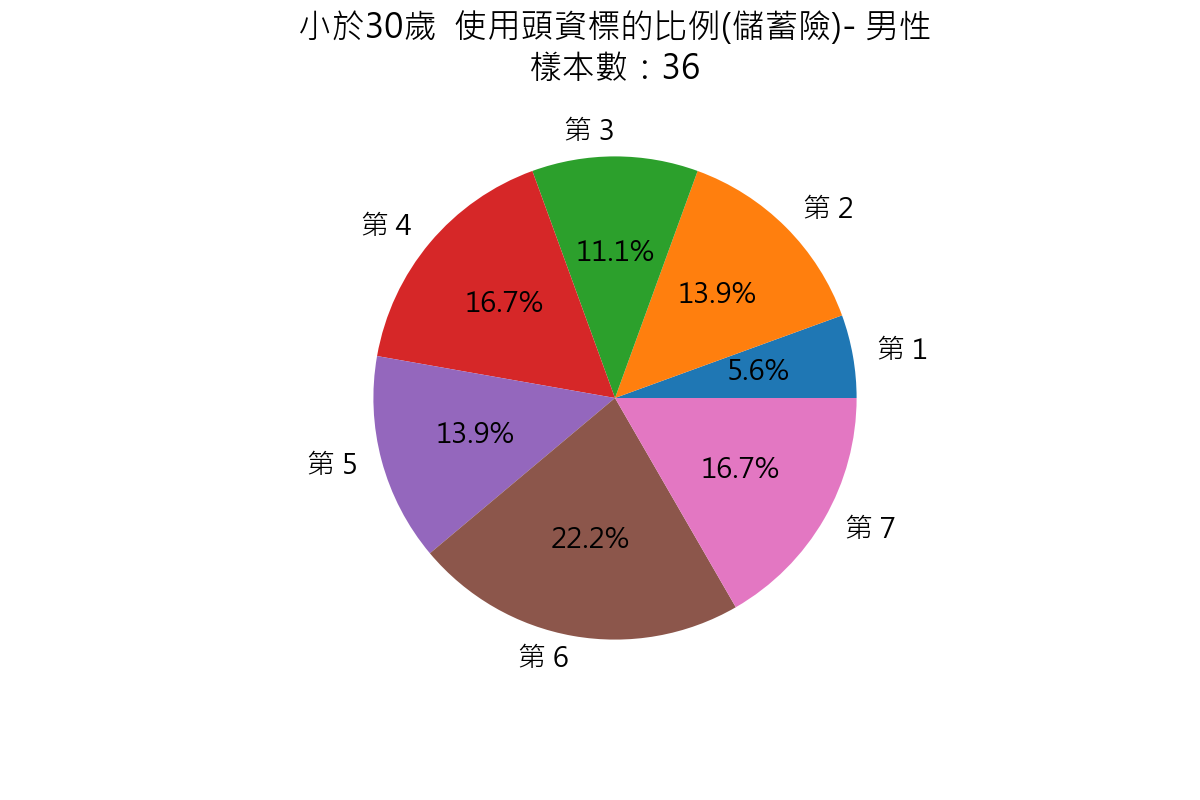 小於30歲  使用頭資標的比例(儲蓄險)- 男性
樣本數：36
第 3
第 2
第 4
11.1%
13.9%
16.7%
第 1
5.6%
13.9%
第 5
16.7%
第 7
22.2%
第 6